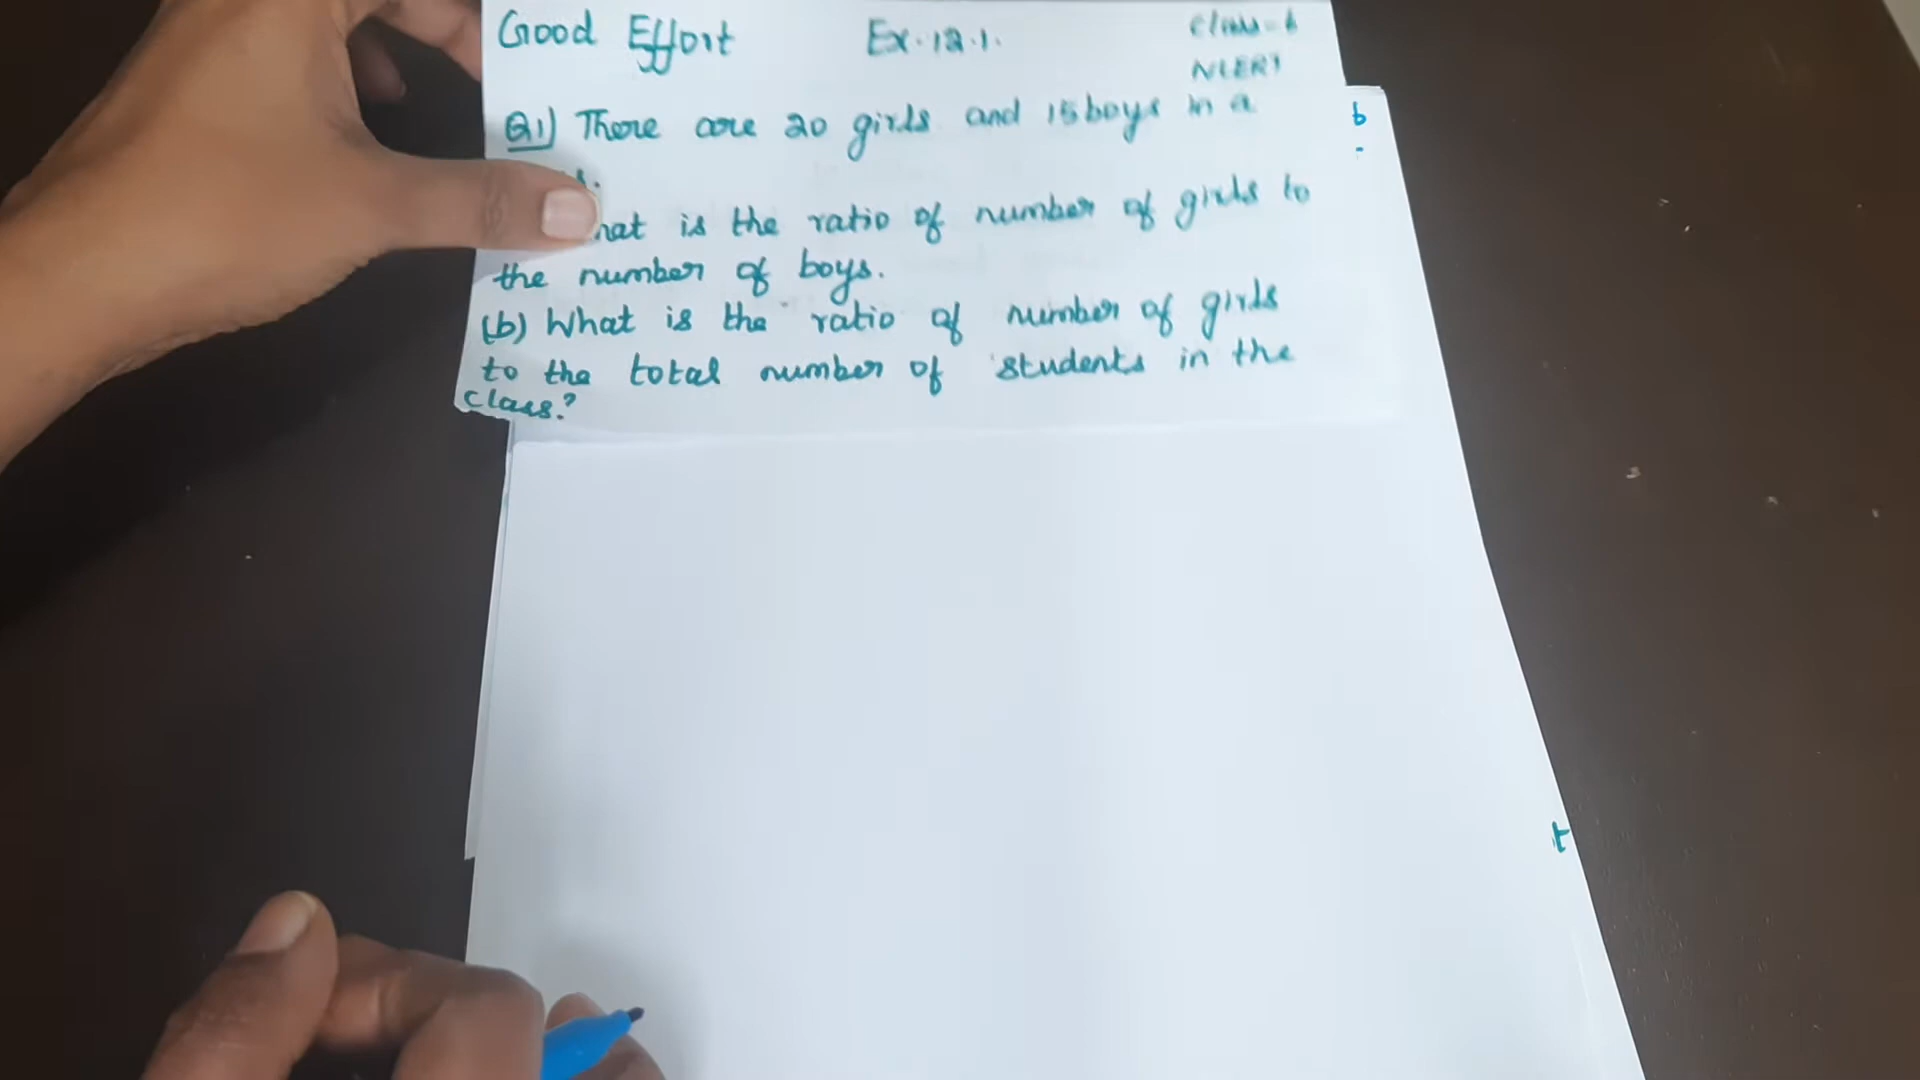 Good Effort Ex.12.1. Class-6
NCERT
Q1) There are 20 girls and 15 boys in a
hat is the ratio of number of girls to
the number of boys.
(b) What is the ratio of number of girls
to the total number of students in the
class?
b
t